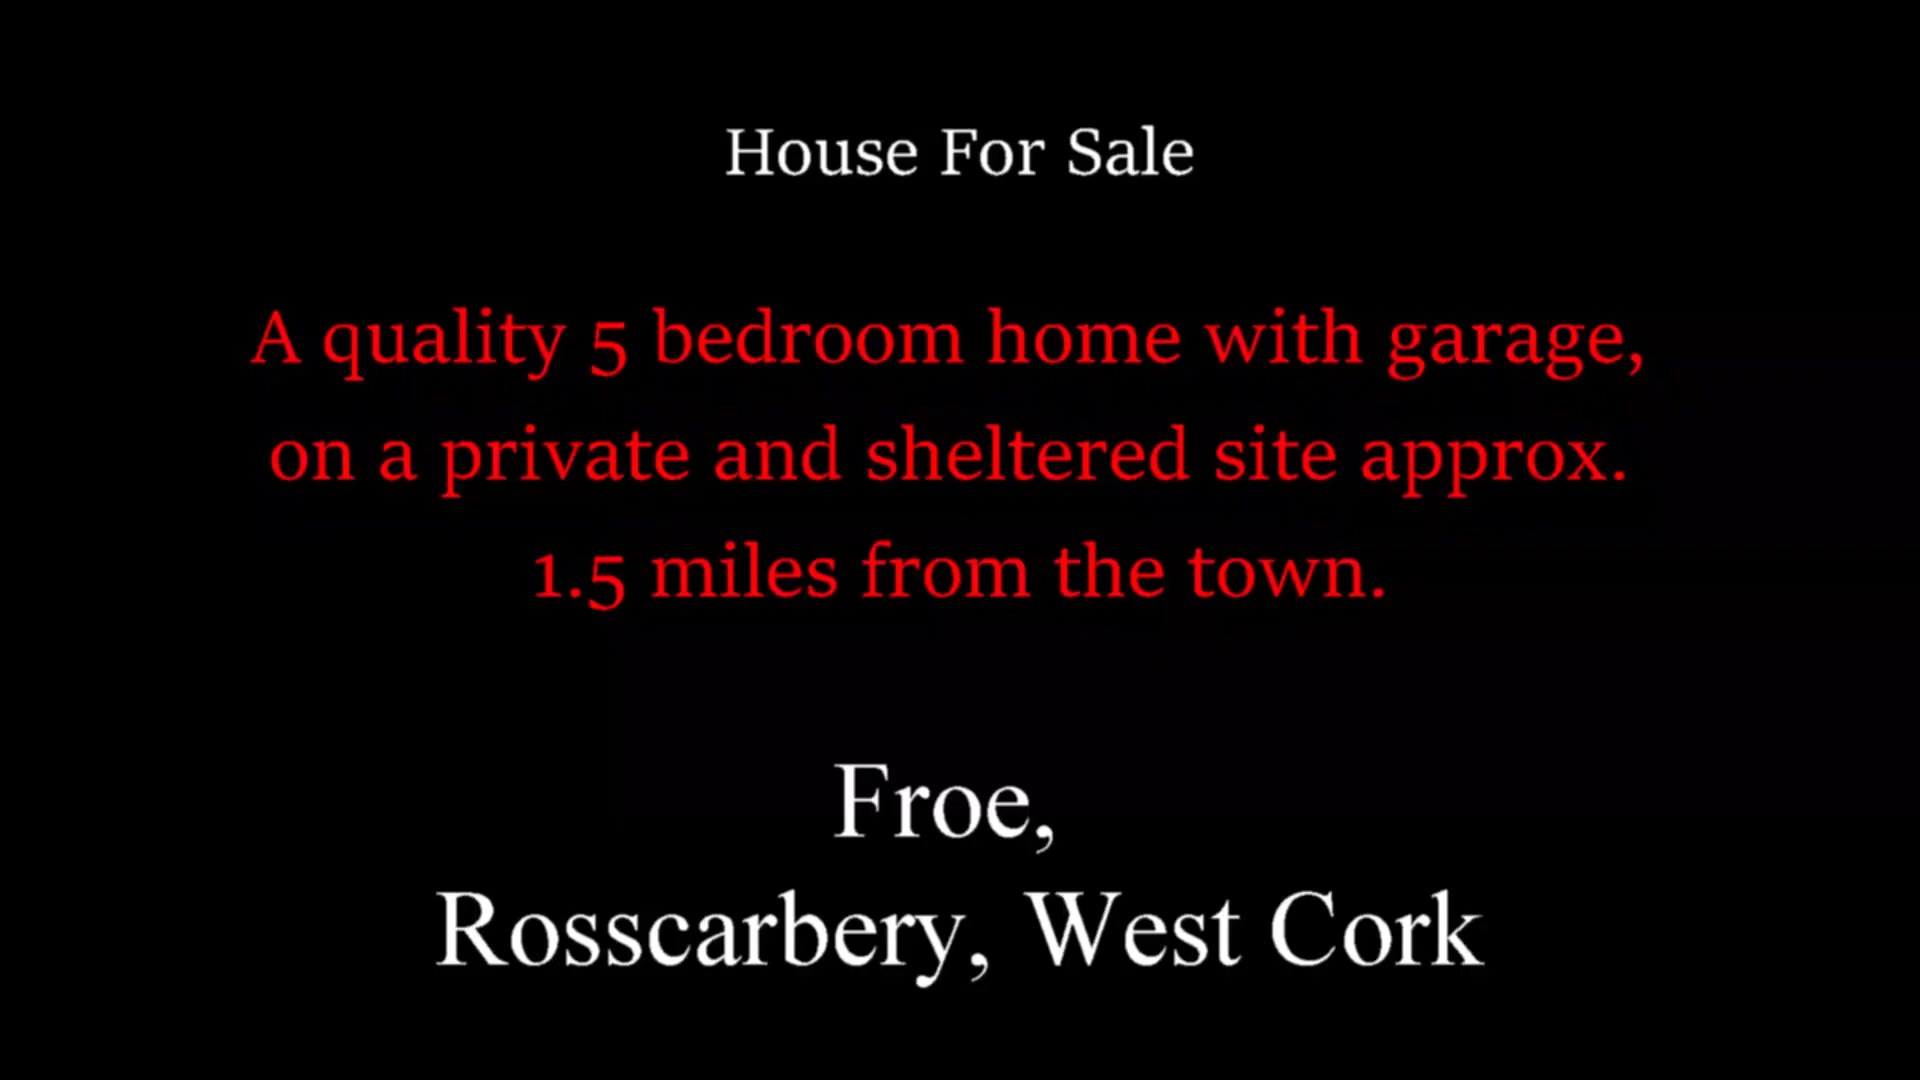 House For Sale
A quality 5 bedroom home with garage,
on a private and sheltered site approx.
1.5 miles from the town.
Froe,
Rosscarbery, West Cork